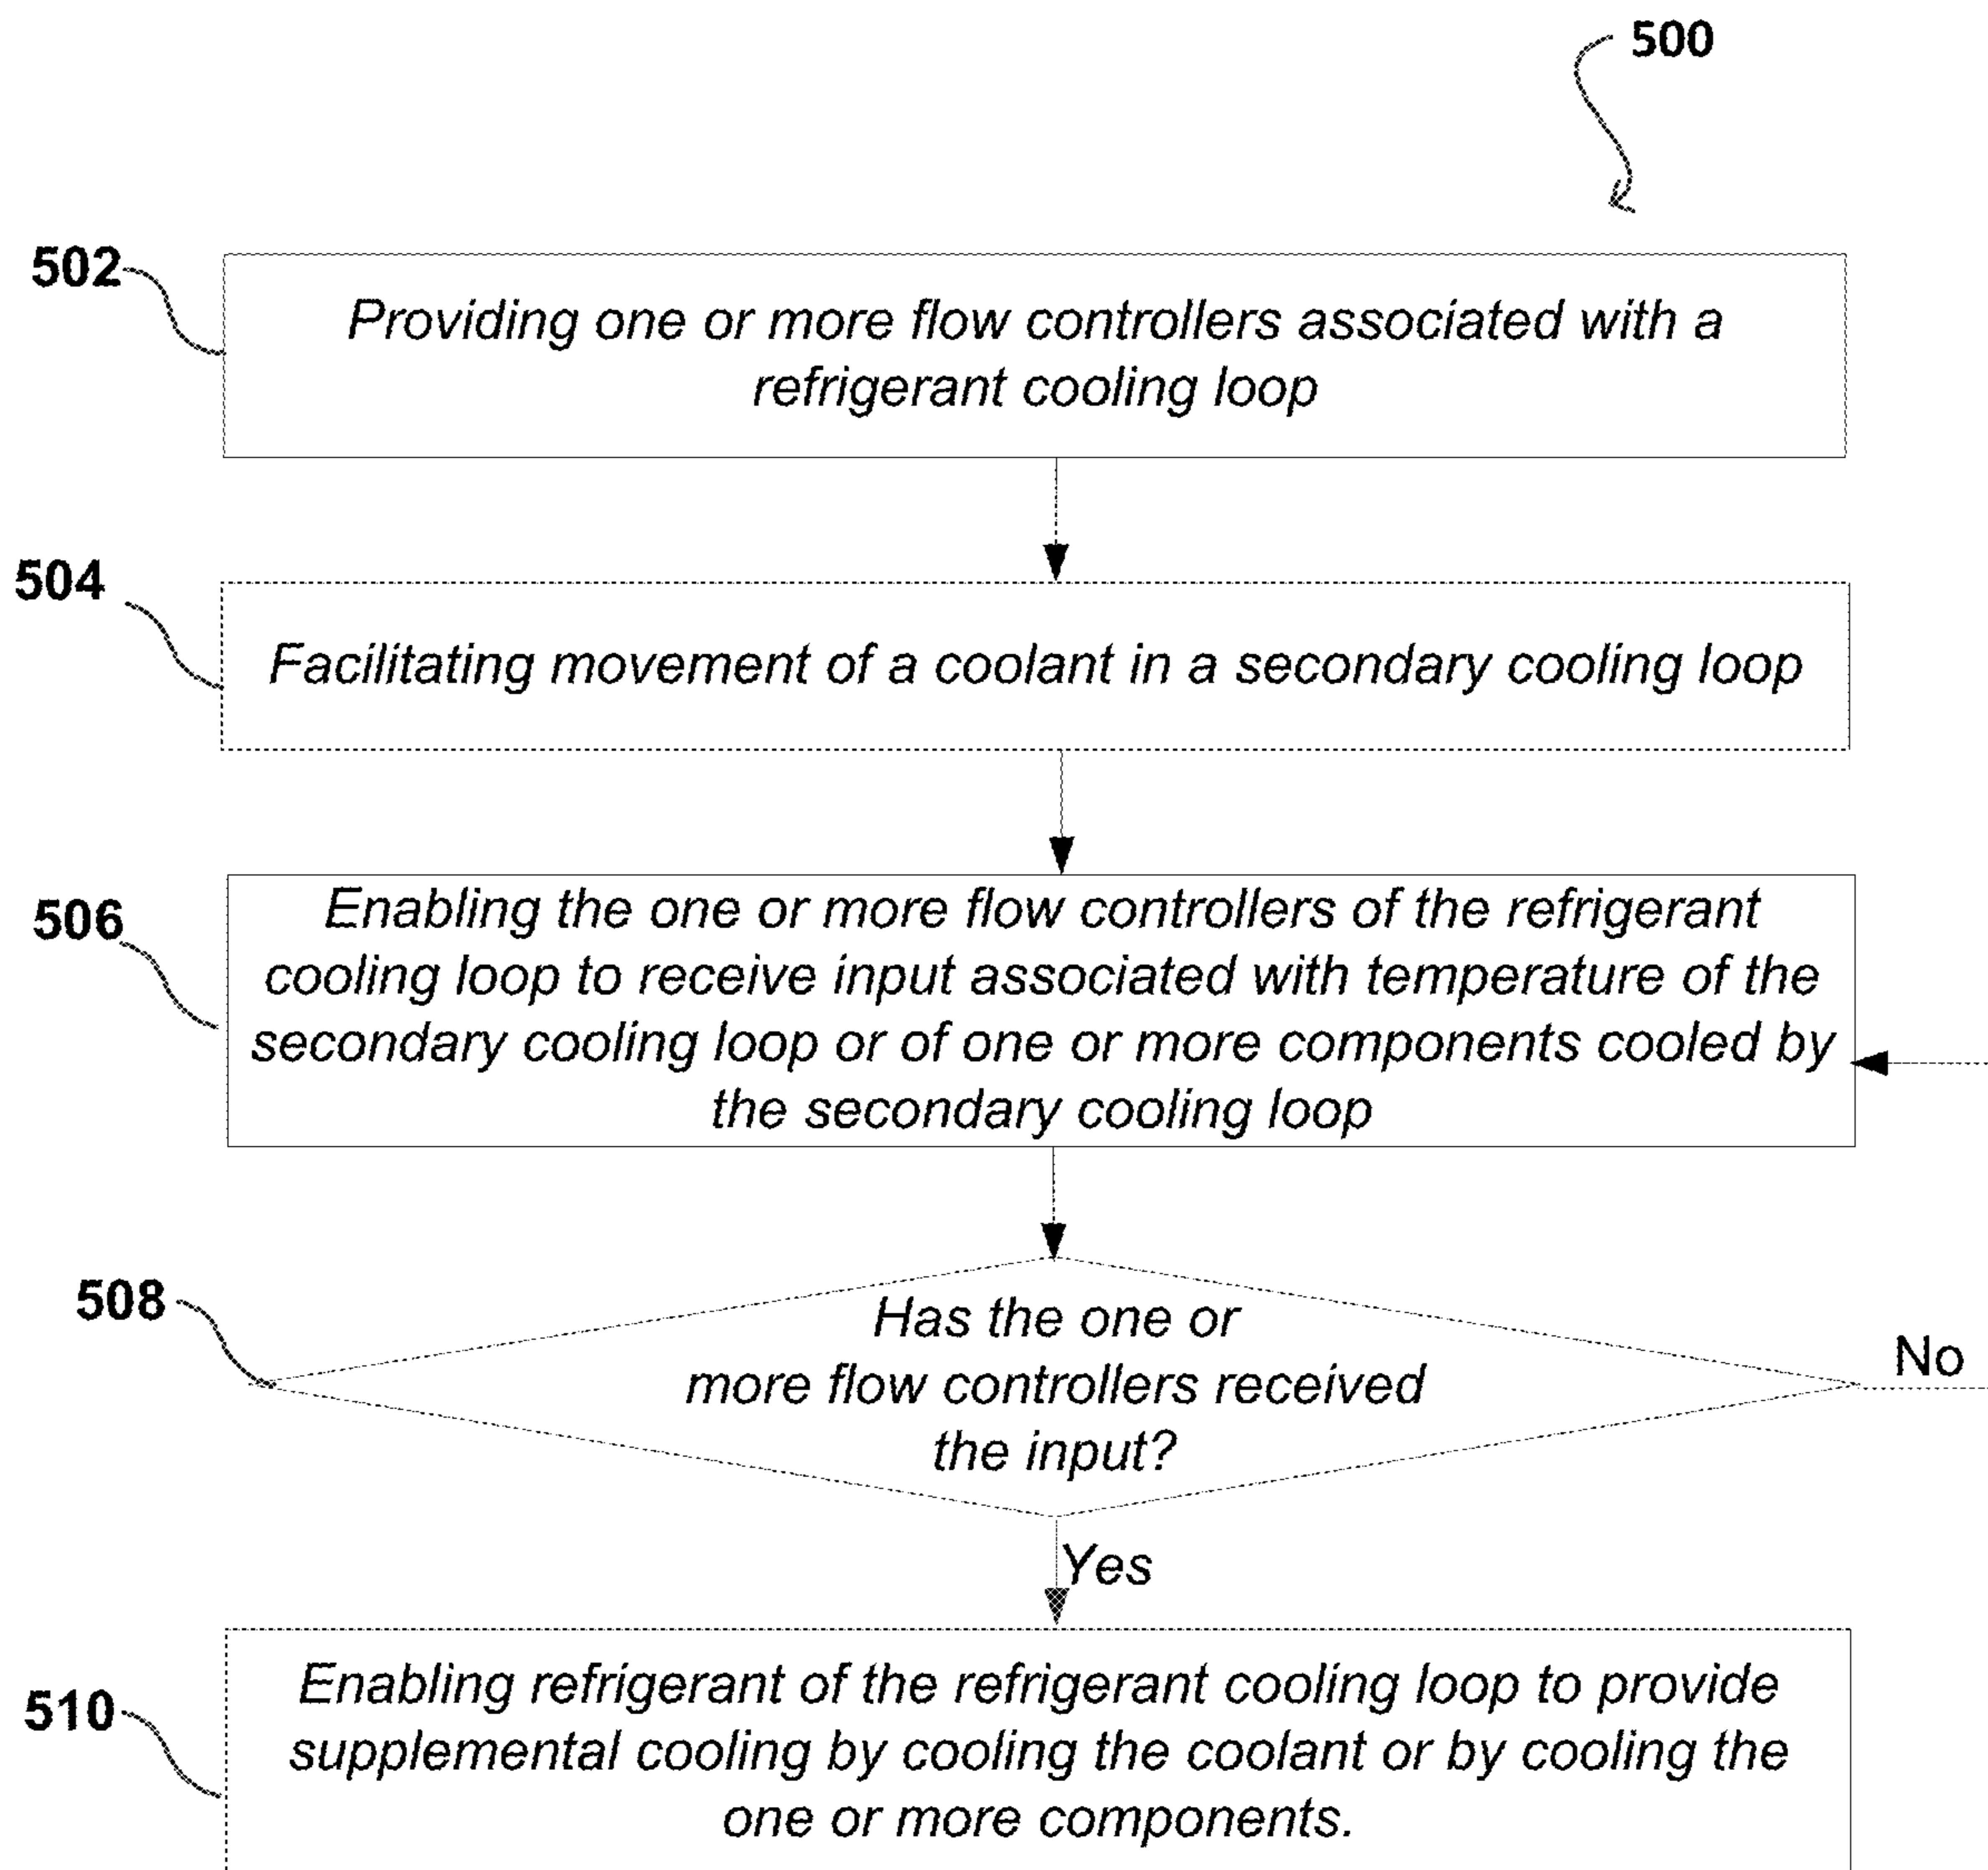 500
502
Providing one or more flow controllers associated with a
refrigerant cooling loop
504
Facilitating movement of a coolant in a secondary cooling loop
506
Enabling the one or more flow controllers of the refrigerant
cooling loop to receive input associated with temperature of the
secondary cooling loop or of one or more components cooled by
the secondary cooling loop
508
Has the one or
more flow controllers received
the input?
No
Yes
510
Enabling refrigerant of the refrigerant cooling loop to provide
supplemental cooling by cooling the coolant or by cooling the
one or more components.